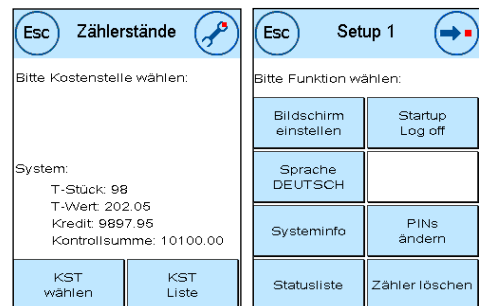 Esc Zählerstände
Bitte Kostenstelle wählen:
System:
T-Stück: 98
T-Wert: 202.05
Kredit: 9897.95
Kontrollsumme: 10100.00
KST
wählen
KST
Liste
Esc Setup 1
Bitte Funktion wählen:
Bildschirm
einstellen
Startup
Log off
Sprache
DEUTSCH
Systeminfo
PINs
ändern
Statusliste
Zähler löschen